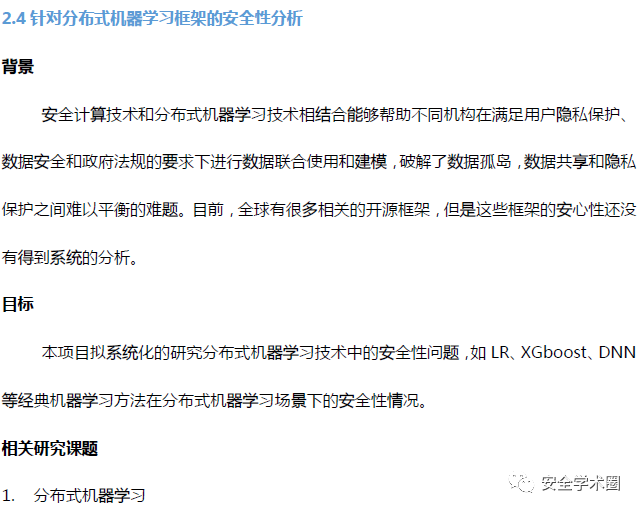 2.4 针对分布式机器学习框架的安全性分析
背景
安全计算技术和分布式机器学习技术相结合能够帮助不同机构在满足用户隐私保护、
数据安全和政府法规的要求下进行数据联合使用和建模，破解了数据孤岛，数据共享和隐私
保护之间难以平衡的难题。目前，全球有很多相关的开源框架，但是这些框架的安心性还没
有得到系统的分析。
目标
本项目拟系统化的研究分布式机器学习技术中的安全性问题，如 LR、XGboost、DNN
等经典机器学习方法在分布式机器学习场景下的安全性情况。
相关研究课题
1. 分布式机器学习
安全学术圈